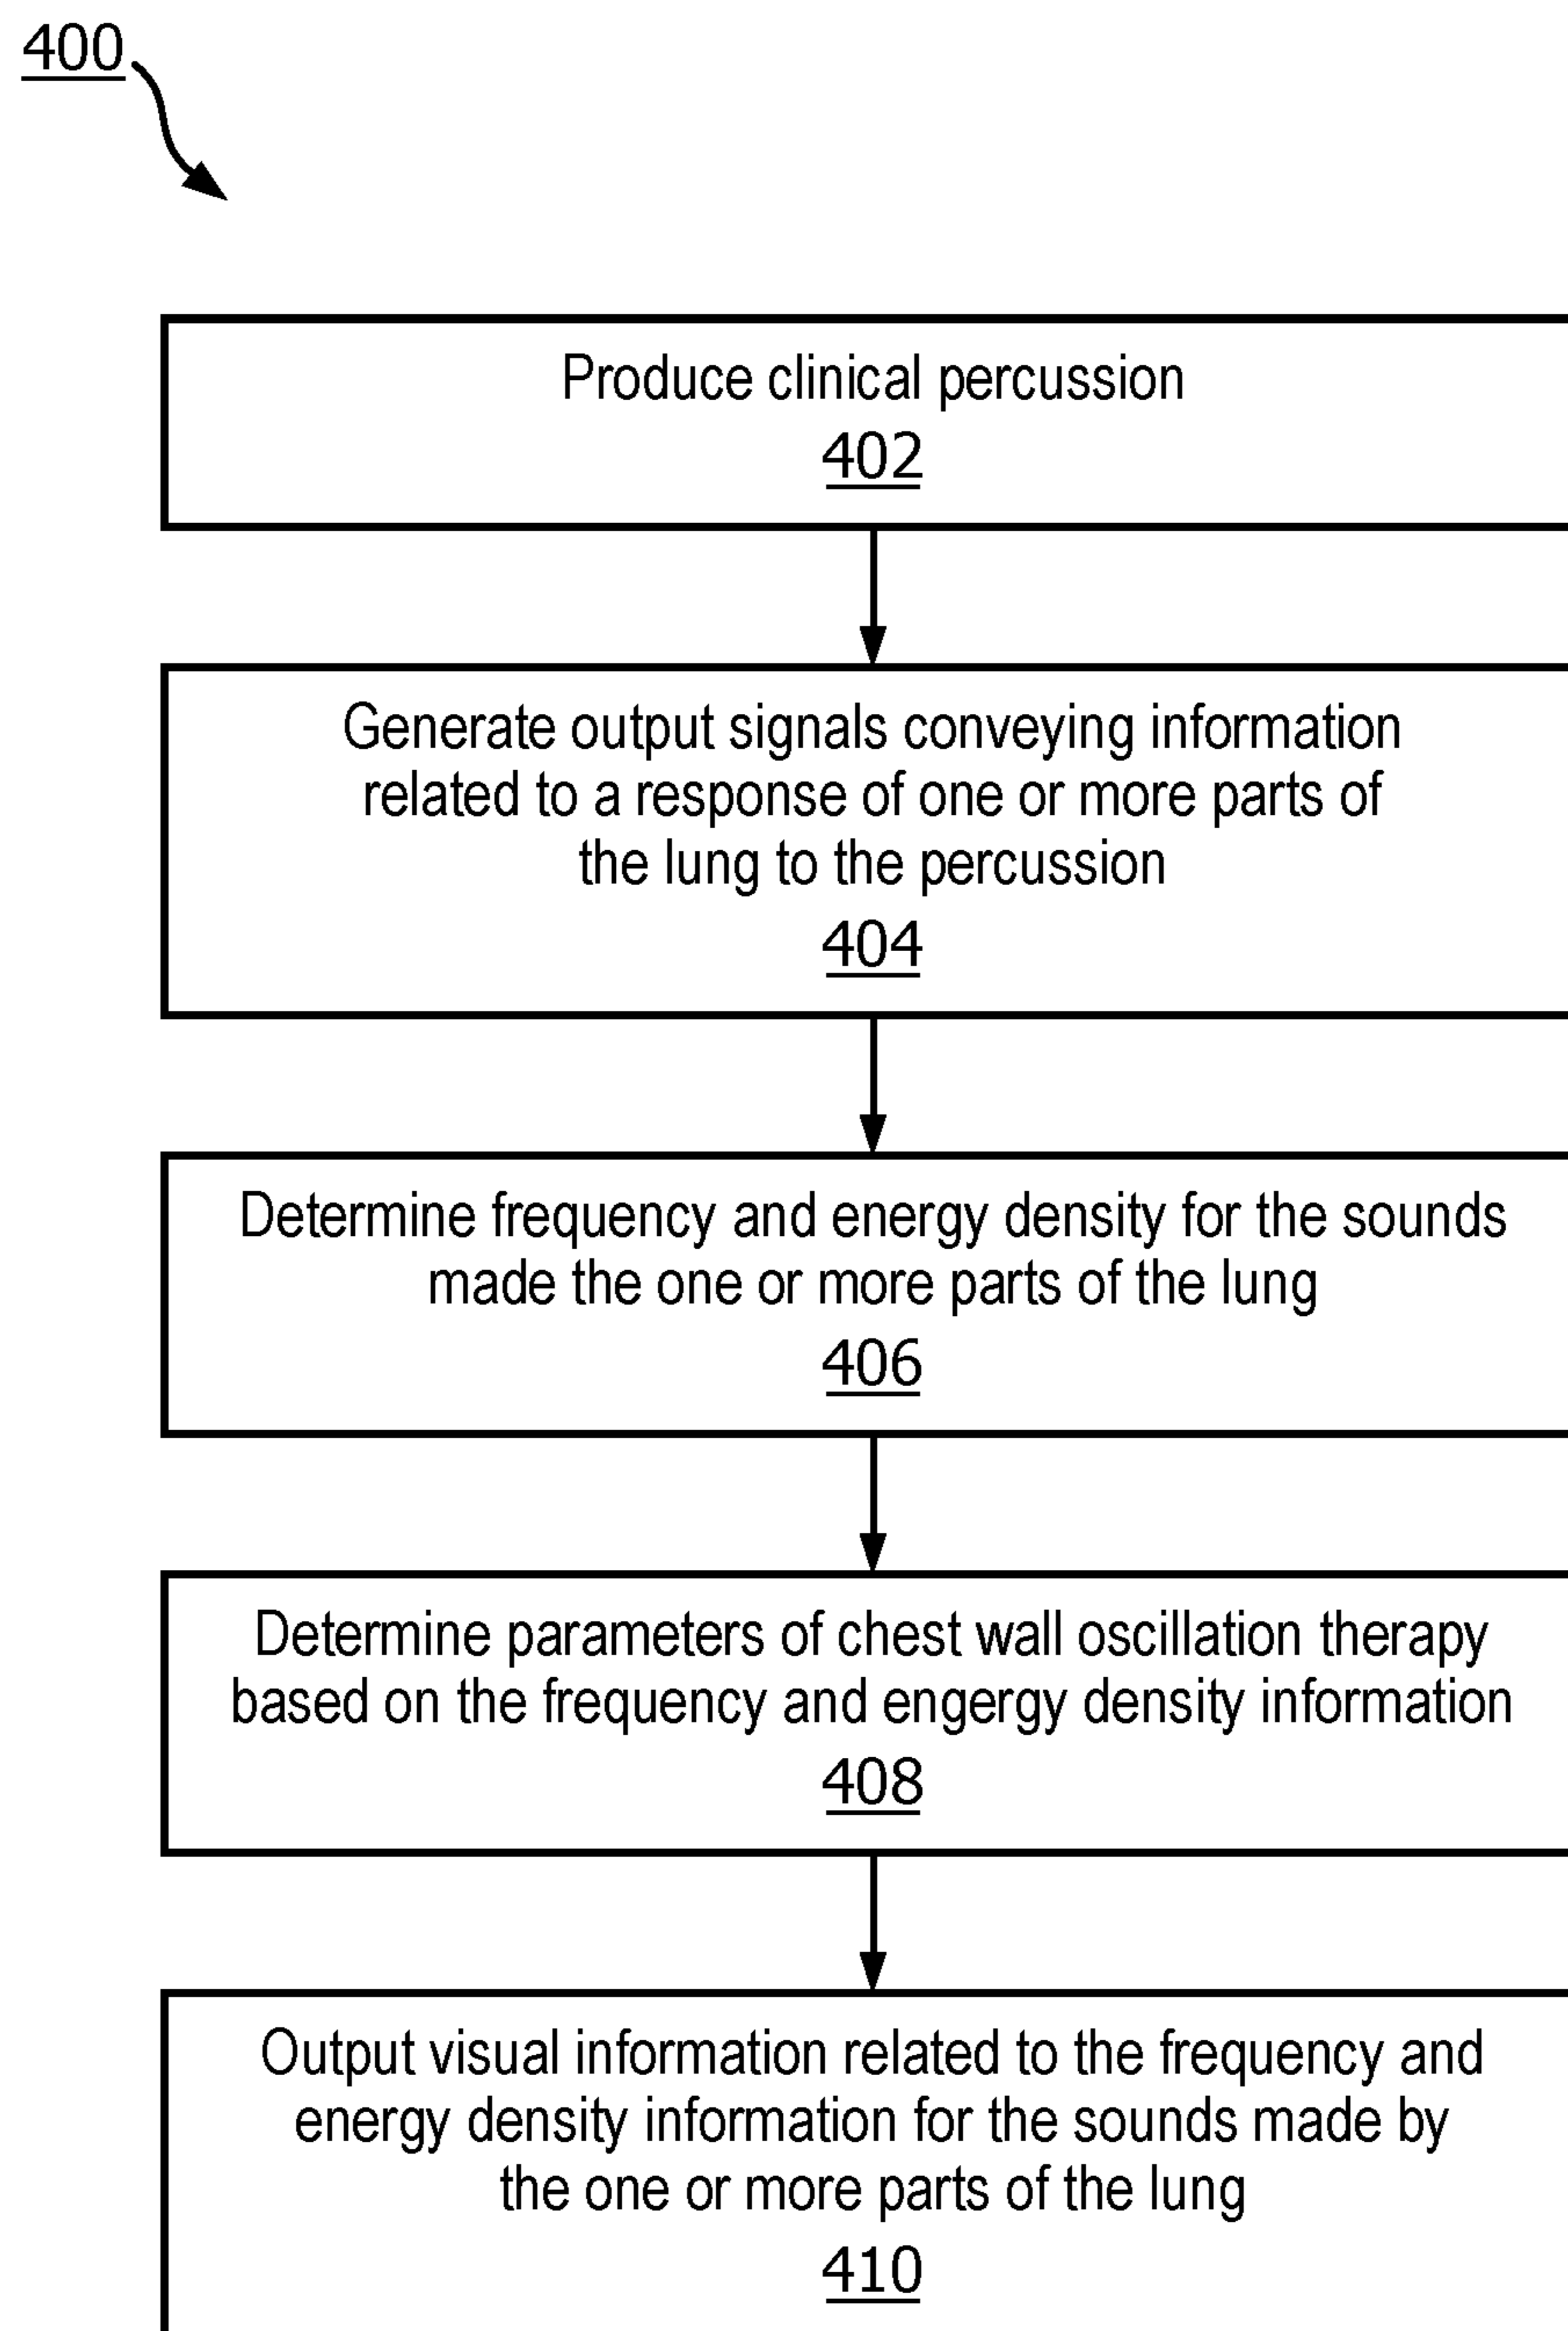 400
Produce clinical percussion
402
Generate output signals conveying information
related to a response of one or more parts of
the lung to the percussion
404
Determine frequency and energy density for the sounds
made the one or more parts of the lung
406
Determine parameters of chest wall oscillation therapy
based on the frequency and engergy density information
408
Output visual information related to the frequency and
energy density information for the sounds made by
the one or more parts of the lung
410